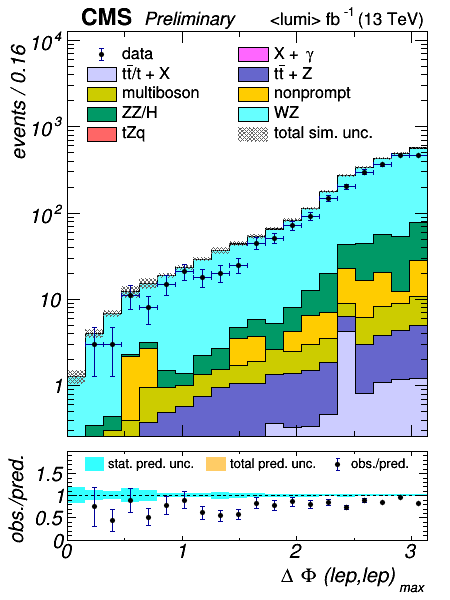 CMS Preliminary <lumi> fb⁻¹ (13 TeV)
events / 0.16
10⁴
10³
10²
10
1
data
X + γ
tt̄/t + X
tt̄ + Z
multiboson
nonprompt
ZZ/H
WZ
tZq
total sim. unc.
obs./pred.
1.5
1
0.5
0
stat. pred. unc. total pred. unc. obs./pred.
0 1 2 3
Δ Φ (lep,lep) max